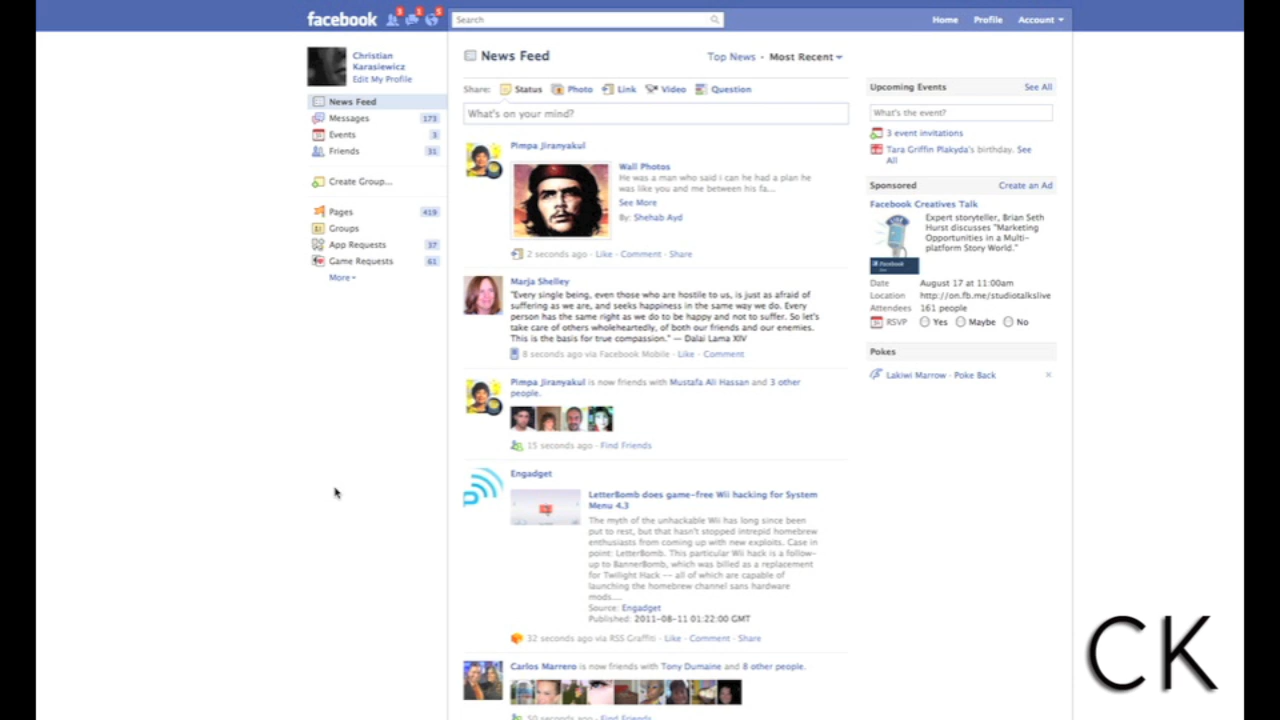 facebook 3 1 5 Search Home Profile Account
Christian
Karasiewicz
Edit My Profile
News Feed
Messages 173
Events 3
Friends 31
Create Group...
Pages 419
Groups
App Requests 37
Game Requests 61
More
News Feed Top News · Most Recent
Share: Status Photo Link Video Question
What's on your mind?
Pimpa Jiranyakul
Wall Photos
He was a man who said i can he had a plan he
was like you and me between his fa...
See More
By: Shehab Ayd
2 seconds ago · Like · Comment · Share
Marja Shelley
"Every single being, even those who are hostile to us, is just as afraid of
suffering as we are, and seeks happiness in the same way we do. Every
person has the same right as we do to be happy and not to suffer. So let's
take care of others wholeheartedly, of both our friends and our enemies.
This is the basis for true compassion." — Dalai Lama XIV
8 seconds ago via Facebook Mobile · Like · Comment
Pimpa Jiranyakul is now friends with Mustafa Ali Hassan and 3 other
people.
15 seconds ago · Find Friends
Engadget
LetterBomb does game-free Wii hacking for System
Menu 4.3
The myth of the unhackable Wii has long since been
put to rest, but that hasn't stopped intrepid homebrew
enthusiasts from coming up with new exploits. Case in
point: LetterBomb. This particular Wii hack is a follow-
up to BannerBomb, which was billed as a replacement
for Twilight Hack -- all of which are capable of
launching the homebrew channel sans hardware
mods....
Source: Engadget
Published: 2011-08-11 01:22:00 GMT
32 seconds ago via RSS Graffiti · Like · Comment · Share
Carlos Marrero is now friends with Tony Dumaine and 8 other people.
50 seconds ago · Find Friends
Upcoming Events See All
What's the event?
3 event invitations
Tara Griffin Plakyda's birthday. See
All
Sponsored Create an Ad
Facebook Creatives Talk
Expert storyteller, Brian Seth
Hurst discusses "Marketing
Opportunities in a Multi-
platform Story World."
Facebook
Date August 17 at 11:00am
Location http://on.fb.me/studiotalkslive
Attendees 161 people
RSVP Yes Maybe No
Pokes
Lakiwi Marrow · Poke Back ×
CK